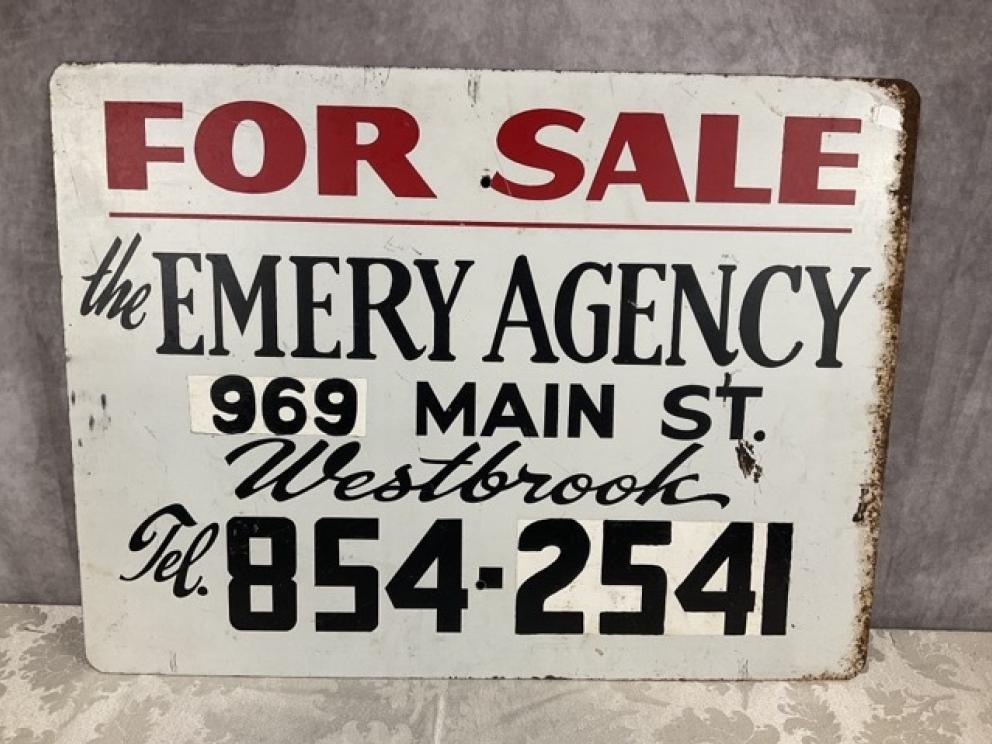 FOR SALE
the EMERY AGENCY
969 MAIN ST.
Westbrook
Tel. 854-2541